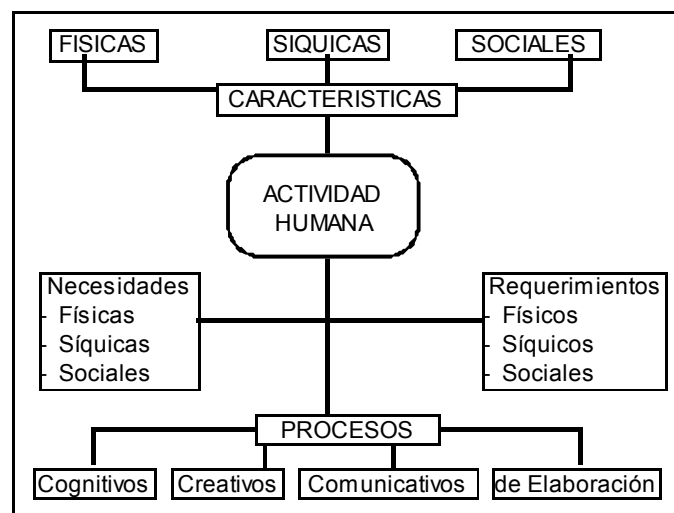 FISICAS
SIQUICAS
SOCIALES
CARACTERISTICAS
ACTIVIDAD
HUMANA
Necesidades
- Físicas
- Síquicas
- Sociales
Requerimientos
- Físicos
- Síquicos
- Sociales
PROCESOS
Cognitivos
Creativos
Comunicativos
de Elaboración